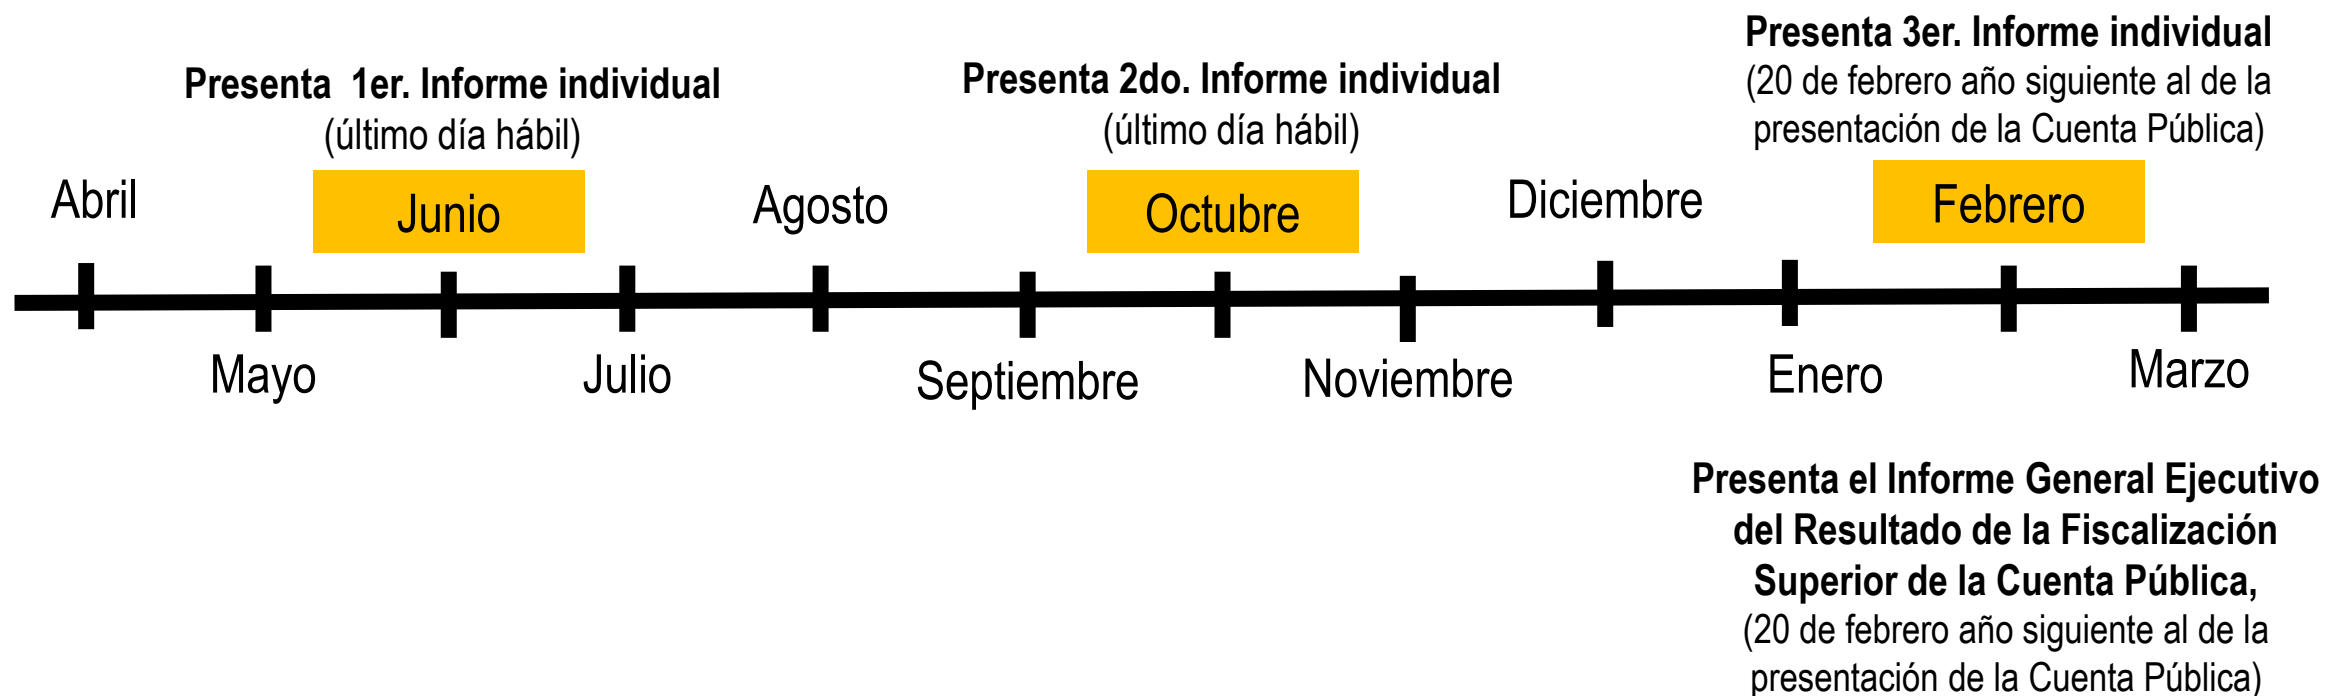 Presenta 1er. Informe individual
(último día hábil)
Presenta 2do. Informe individual
(último día hábil)
Presenta 3er. Informe individual
(20 de febrero año siguiente al de la
presentación de la Cuenta Pública)
Abril
Junio
Agosto
Octubre
Diciembre
Febrero
Mayo
Julio
Septiembre
Noviembre
Enero
Marzo
Presenta el Informe General Ejecutivo
del Resultado de la Fiscalización
Superior de la Cuenta Pública,
(20 de febrero año siguiente al de la
presentación de la Cuenta Pública)